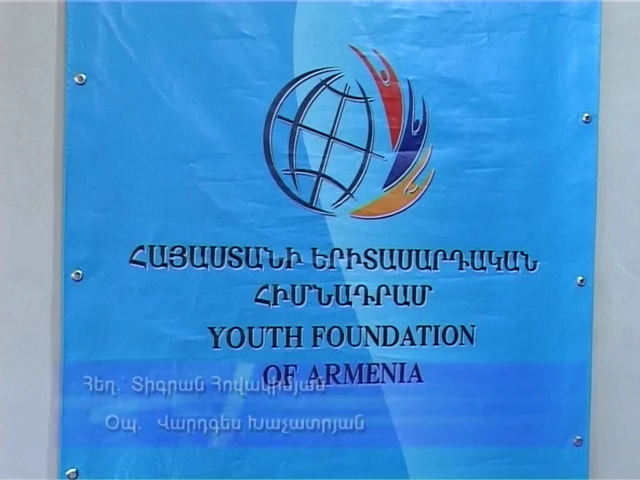 ՀԱՅԱՍՏԱՆԻ ԵՐԻՏԱՍԱՐԴԱԿԱՆ
ՀԻՄՆԱԴՐԱՄ
YOUTH FOUNDATION
OF ARMENIA
Հեղ.՝ Տիգրան Հովակիմյան
Օպ.՝ Վարդգես Խաչատրյան